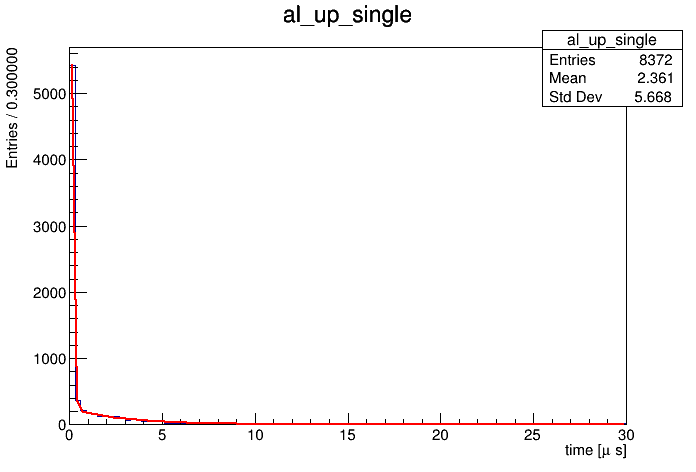 al_up_single
al_up_single
Entries 8372
Mean 2.361
Std Dev 5.668
Entries / 0.300000
5000
4000
3000
2000
1000
0
0 5 10 15 20 25 30
time [μ s]